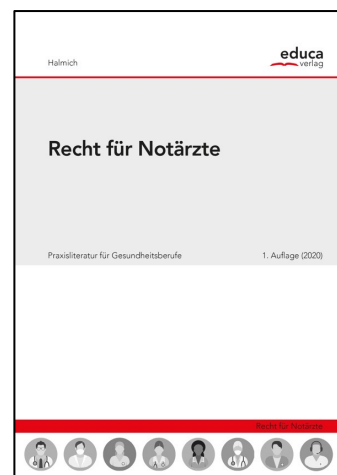 Halmich
educa
verlag
Recht für Notärzte
Praxisliteratur für Gesundheitsberufe
1. Auflage (2020)
Recht für Notärzte